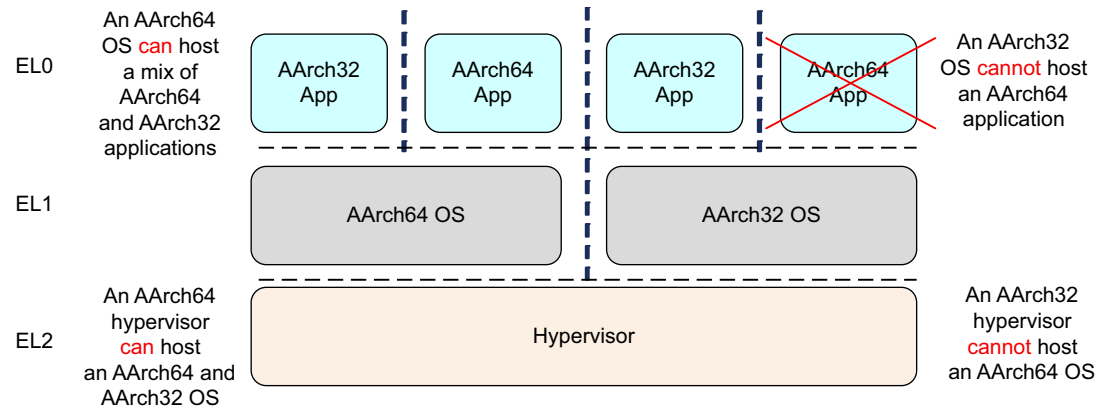 An AArch64
OS can host
a mix of
AArch64
and AArch32
applications
EL0
AArch32
App
AArch64
App
AArch32
App
AArch64
App
An AArch32
OS cannot host
an AArch64
application
EL1
AArch64 OS
AArch32 OS
An AArch64
hypervisor
can host
an AArch64 and
AArch32 OS
EL2
Hypervisor
An AArch32
hypervisor
cannot host
an AArch64 OS